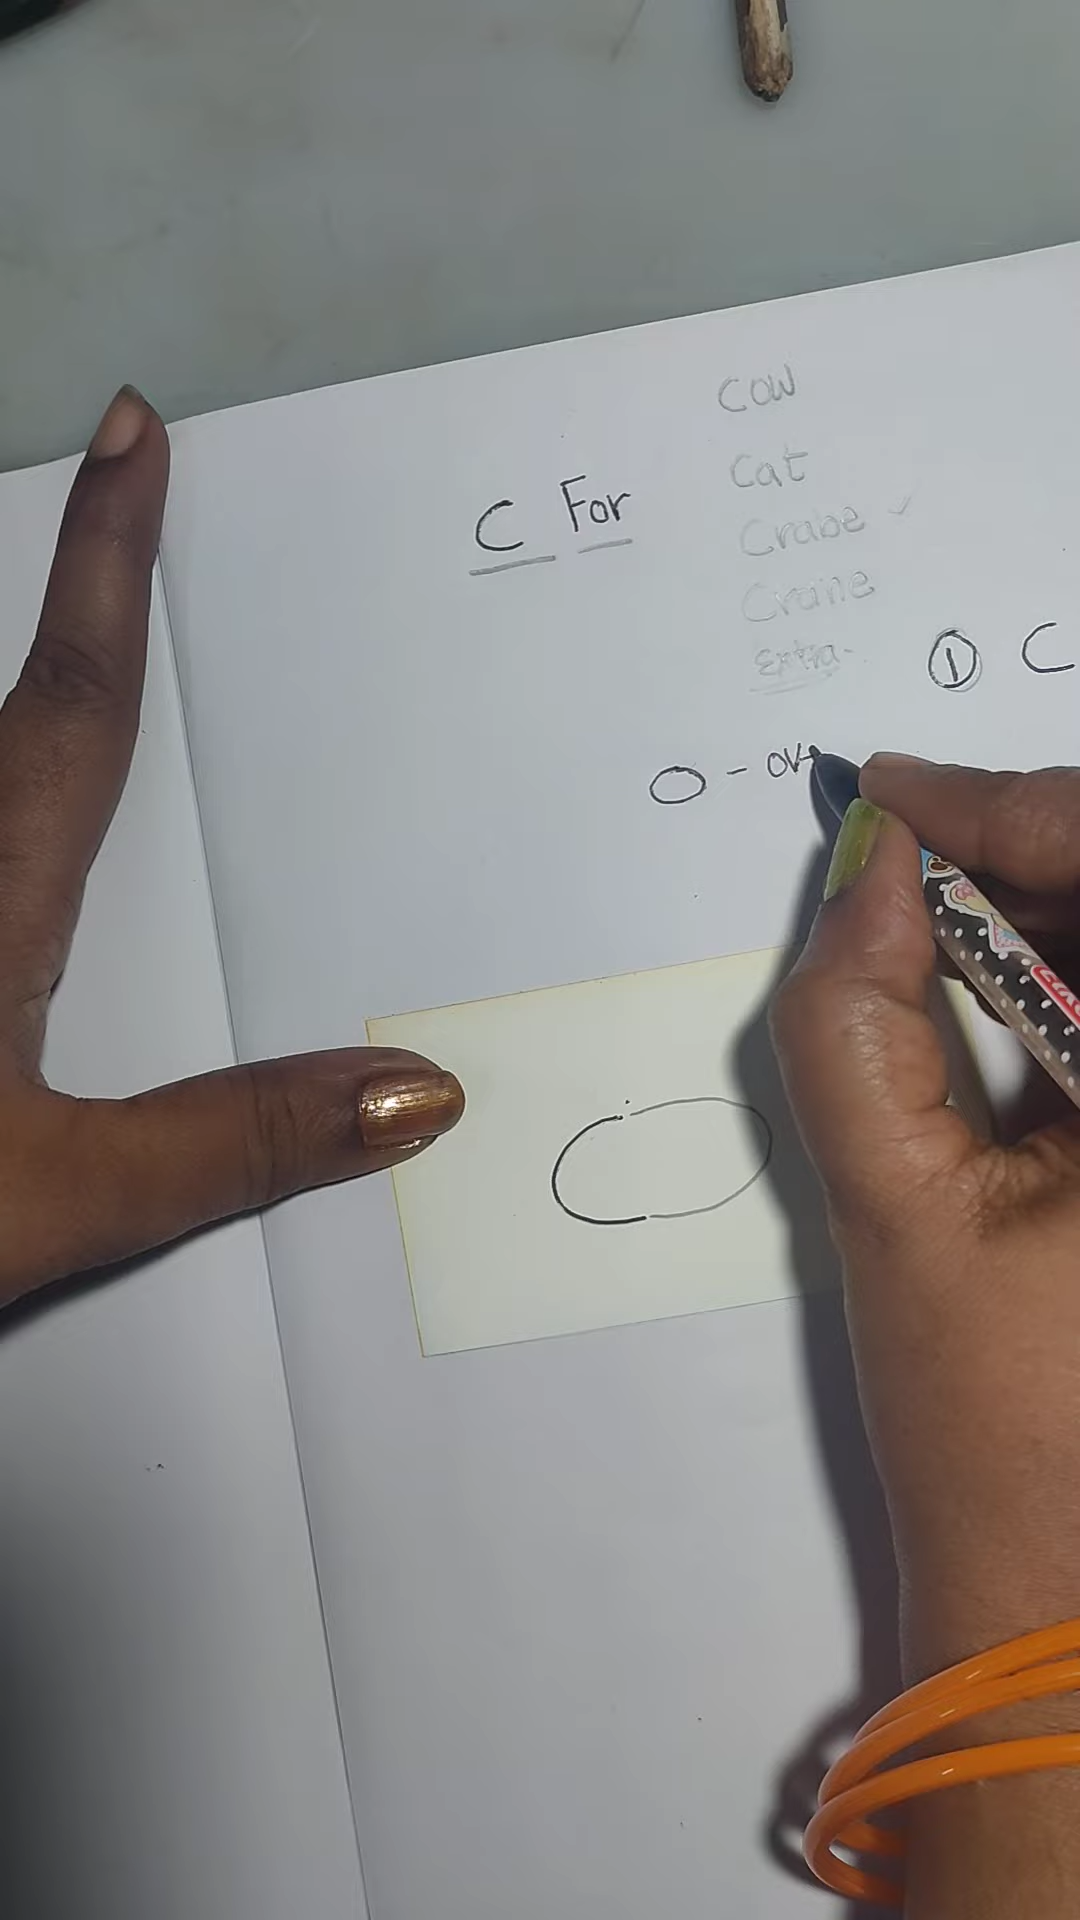 Cow
Cat
C For
Crabe ✓
Crane
Extra.
① C
O - OV